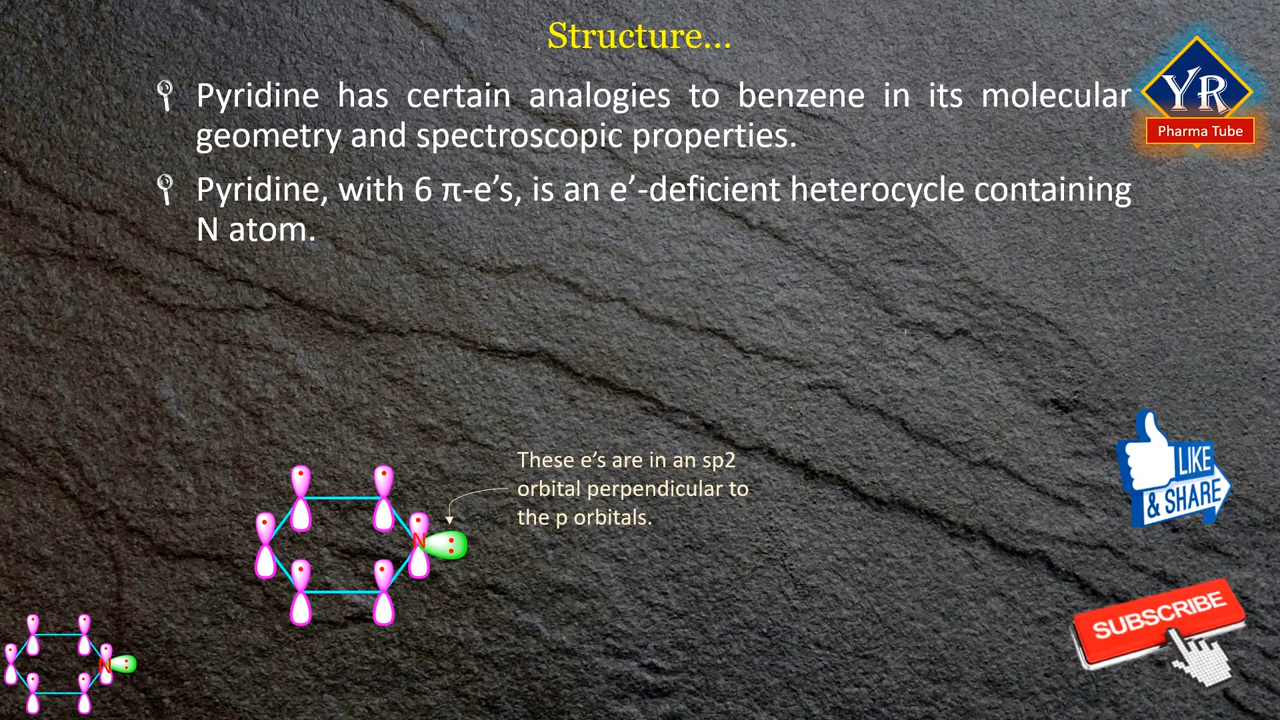 Structure...
Pyridine has certain analogies to benzene in its molecular
geometry and spectroscopic properties.
Pyridine, with 6 π-e’s, is an e’-deficient heterocycle containing
N atom.
YR
Pharma Tube
These e’s are in an sp2
orbital perpendicular to
the p orbitals.
N
LIKE
& SHARE
SUBSCRIBE
N